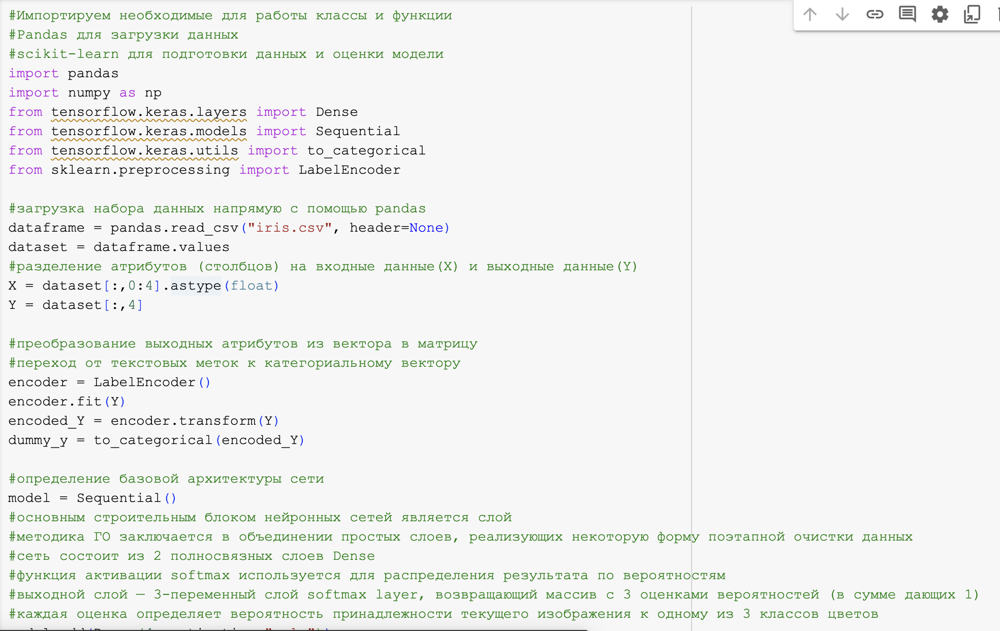 #Импортируем необходимые для работы классы и функции
#Pandas для загрузки данных
#scikit-learn для подготовки данных и оценки модели
import pandas
import numpy as np
from tensorflow.keras.layers import Dense
from tensorflow.keras.models import Sequential
from tensorflow.keras.utils import to_categorical
from sklearn.preprocessing import LabelEncoder
#загрузка набора данных напрямую с помощью pandas
dataframe = pandas.read_csv("iris.csv", header=None)
dataset = dataframe.values
#разделение атрибутов (столбцов) на входные данные(X) и выходные данные(Y)
X = dataset[:,0:4].astype(float)
Y = dataset[:,4]
#преобразование выходных атрибутов из вектора в матрицу
#переход от текстовых меток к категориальному вектору
encoder = LabelEncoder()
encoder.fit(Y)
encoded_Y = encoder.transform(Y)
dummy_y = to_categorical(encoded_Y)
#определение базовой архитектуры сети
model = Sequential()
#основным строительным блоком нейронных сетей является слой
#методика ГО заключается в объединении простых слоев, реализующих некоторую форму поэтапной очистки данных
#сеть состоит из 2 полносвязных слоев Dense
#функция активации softmax используется для распределения результата по вероятностям
#выходной слой — 3-переменный слой softmax layer, возвращающий массив с 3 оценками вероятностей (в сумме дающих 1)
#каждая оценка определяет вероятность принадлежности текущего изображения к одному из 3 классов цветов